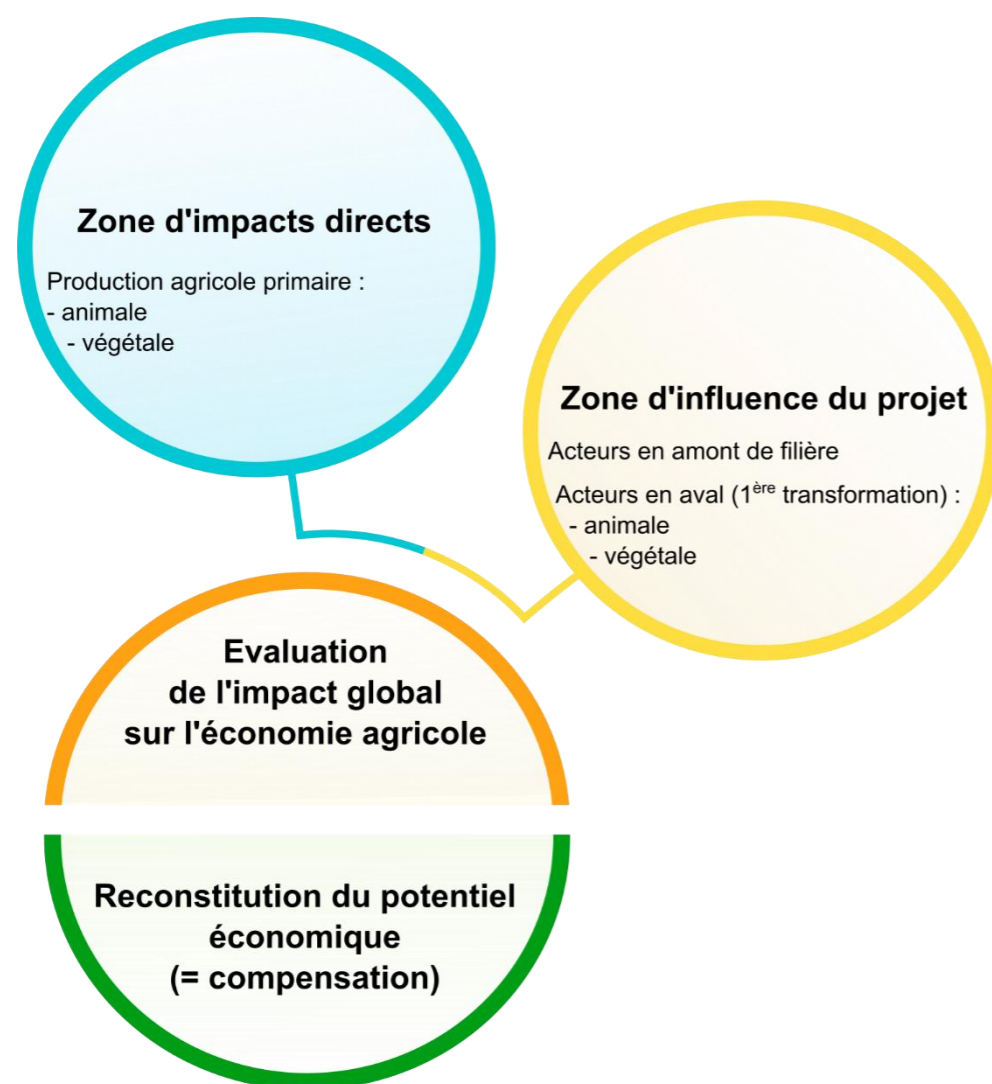 Zone d'impacts directs
Production agricole primaire :
- animale
- végétale
Zone d'influence du projet
Acteurs en amont de filière
Acteurs en aval (1ère transformation) :
- animale
- végétale
Evaluation
de l'impact global
sur l'économie agricole
Reconstitution du potentiel
économique
(= compensation)